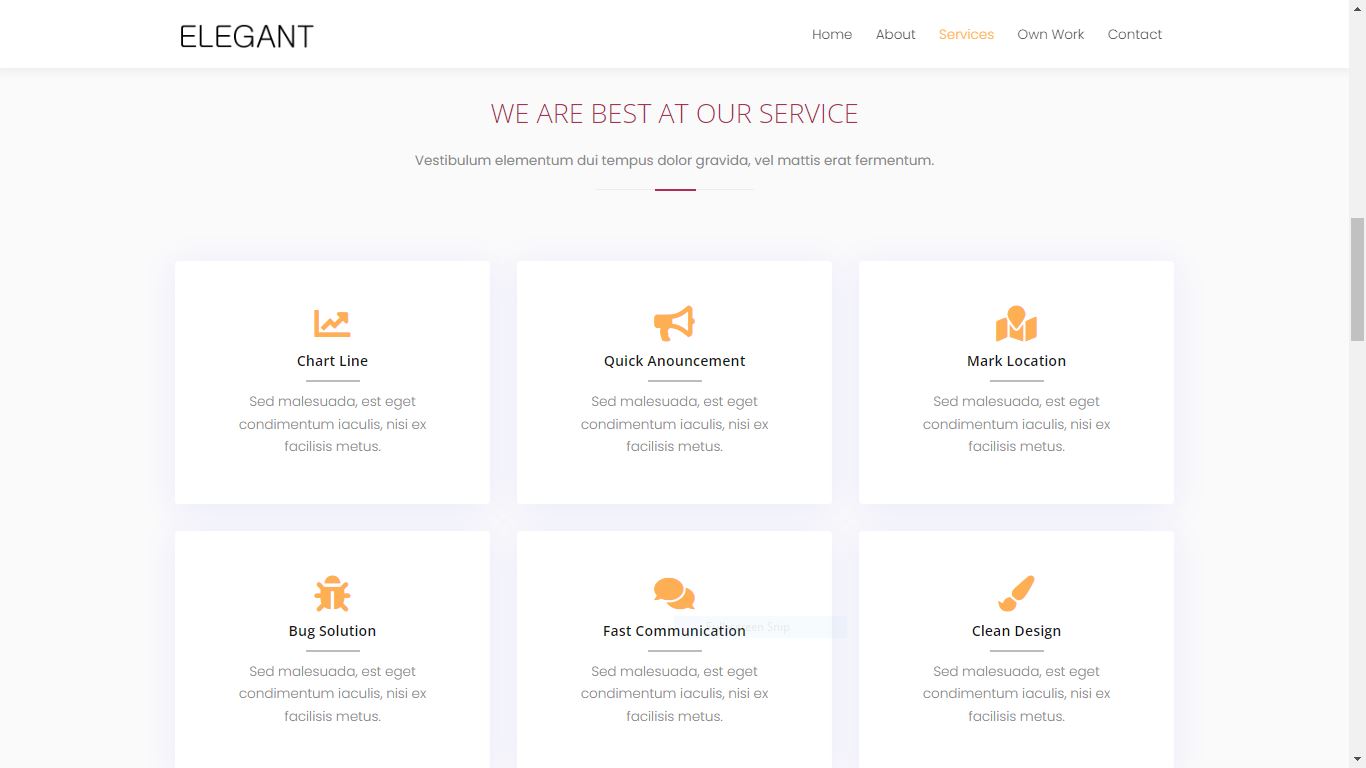 ELEGANT
Home About Services Own Work Contact
WE ARE BEST AT OUR SERVICE
Vestibulum elementum dui tempus dolor gravida, vel mattis erat fermentum.
Chart Line
Sed malesuada, est eget
condimentum iaculis, nisi ex
facilisis metus.
Quick Anouncement
Sed malesuada, est eget
condimentum iaculis, nisi ex
facilisis metus.
Mark Location
Sed malesuada, est eget
condimentum iaculis, nisi ex
facilisis metus.
Bug Solution
Sed malesuada, est eget
condimentum iaculis, nisi ex
facilisis metus.
Fast Communication
Snip
Sed malesuada, est eget
condimentum iaculis, nisi ex
facilisis metus.
Clean Design
Sed malesuada, est eget
condimentum iaculis, nisi ex
facilisis metus.